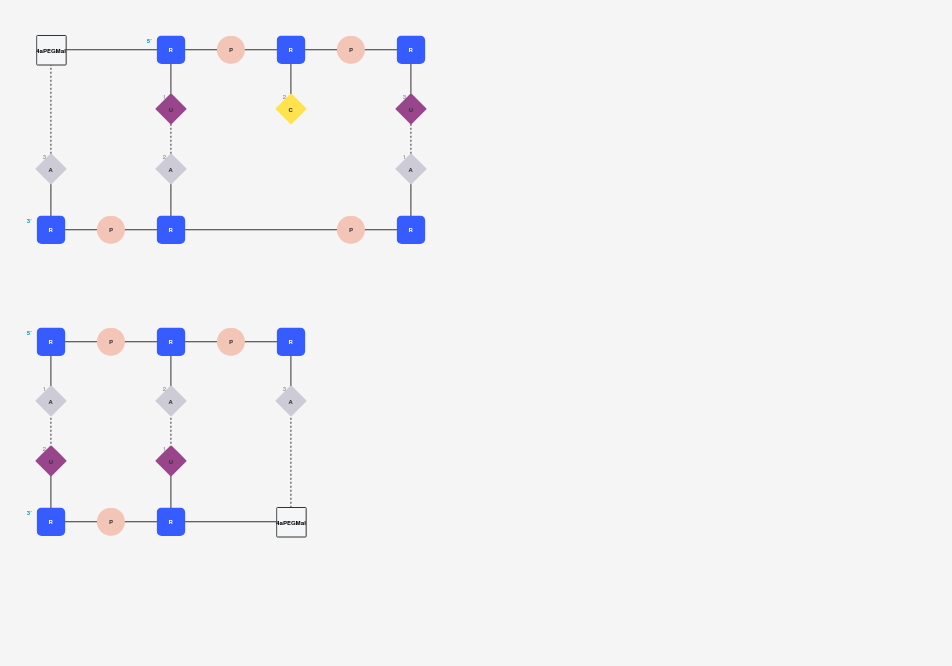 4aPEGMal 5' R P R P R
1 U 2 C 3 U
3 A 2 A 1 A
3' R P R P R
5' R P R P R
1 A 2 A 3 A
2 U 1 U
3' R P R 4aPEGMal